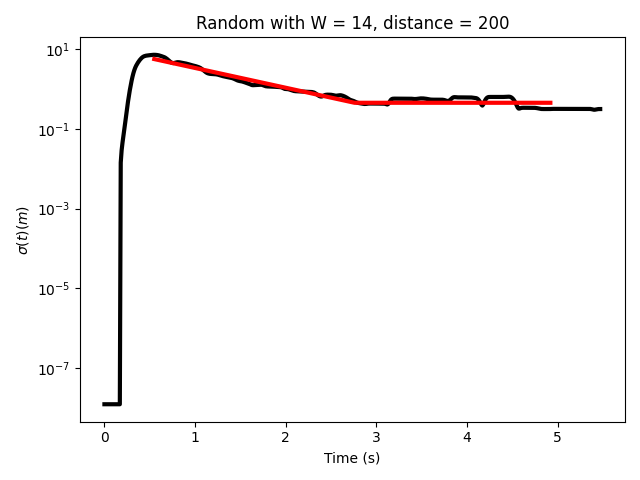 Random with W = 14, distance = 200
10¹
10⁻¹
10⁻³
10⁻⁵
10⁻⁷
σ(t)(m)
0 1 2 3 4 5
Time (s)